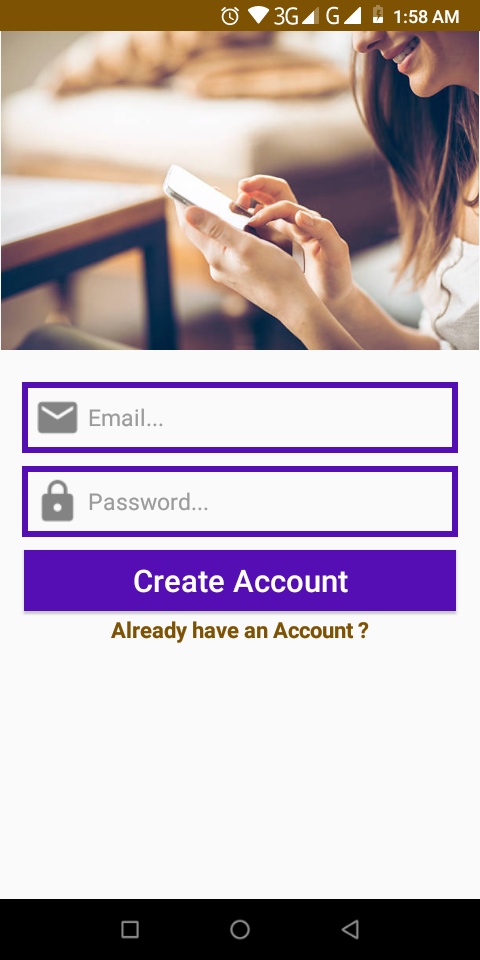 3G G 1:58 AM
Email...
Password...
Create Account
Already have an Account ?